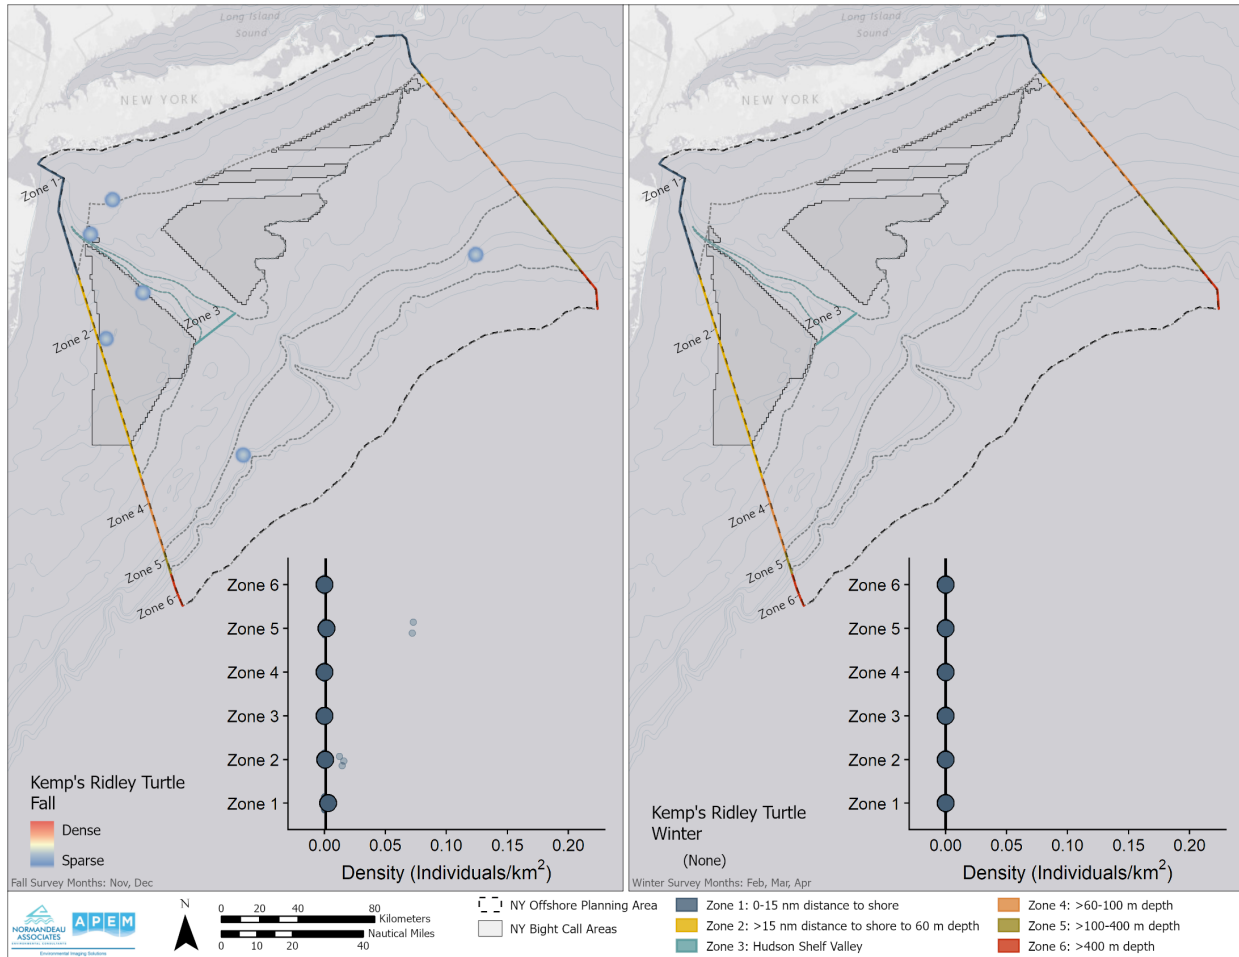 Long Island
Sound
NEW YORK
Zone 1
Zone 2
Zone 3
Zone 4
Zone 5
Zone 6
Zone 6
Zone 5
Zone 4
Zone 3
Zone 2
Zone 1
0.00 0.05 0.10 0.15 0.20
Density (Individuals/km²)
Kemp's Ridley Turtle
Fall
Dense
Sparse
Fall Survey Months: Nov, Dec
Long Island
Sound
NEW YORK
Zone 1
Zone 2
Zone 3
Zone 4
Zone 5
Zone 6
Zone 6
Zone 5
Zone 4
Zone 3
Zone 2
Zone 1
0.00 0.05 0.10 0.15 0.20
Density (Individuals/km²)
Kemp's Ridley Turtle
Winter
(None)
Winter Survey Months: Feb, Mar, Apr
NORMANDEAU
ASSOCIATES
ENVIRONMENTAL CONSULTANTS
APEM
Environmental Imaging Solutions
N
0 20 40 80
Kilometers
Nautical Miles
0 10 20 40
NY Offshore Planning Area
NY Bight Call Areas
Zone 1: 0-15 nm distance to shore
Zone 2: >15 nm distance to shore to 60 m depth
Zone 3: Hudson Shelf Valley
Zone 4: >60-100 m depth
Zone 5: >100-400 m depth
Zone 6: >400 m depth